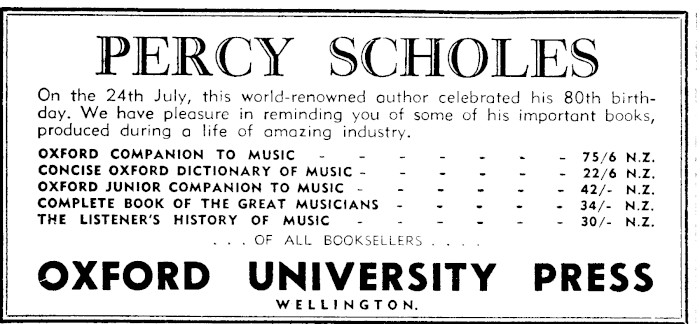 PERCY SCHOLES
On the 24th July, this world-renowned author celebrated his 80th birth-
day. We have pleasure in reminding you of some of his important books,
produced during a life of amazing industry.
OXFORD COMPANION TO MUSIC - - - - - - - 75/6 N.Z.
CONCISE OXFORD DICTIONARY OF MUSIC - - - - - - 22/6 N.Z.
OXFORD JUNIOR COMPANION TO MUSIC - - - - - - 42/- N.Z.
COMPLETE BOOK OF THE GREAT MUSICIANS - - - - - 34/- N.Z.
THE LISTENER'S HISTORY OF MUSIC - - - - - - 30/- N.Z.
. . . OF ALL BOOKSELLERS . . . .
OXFORD UNIVERSITY PRESS
WELLINGTON.